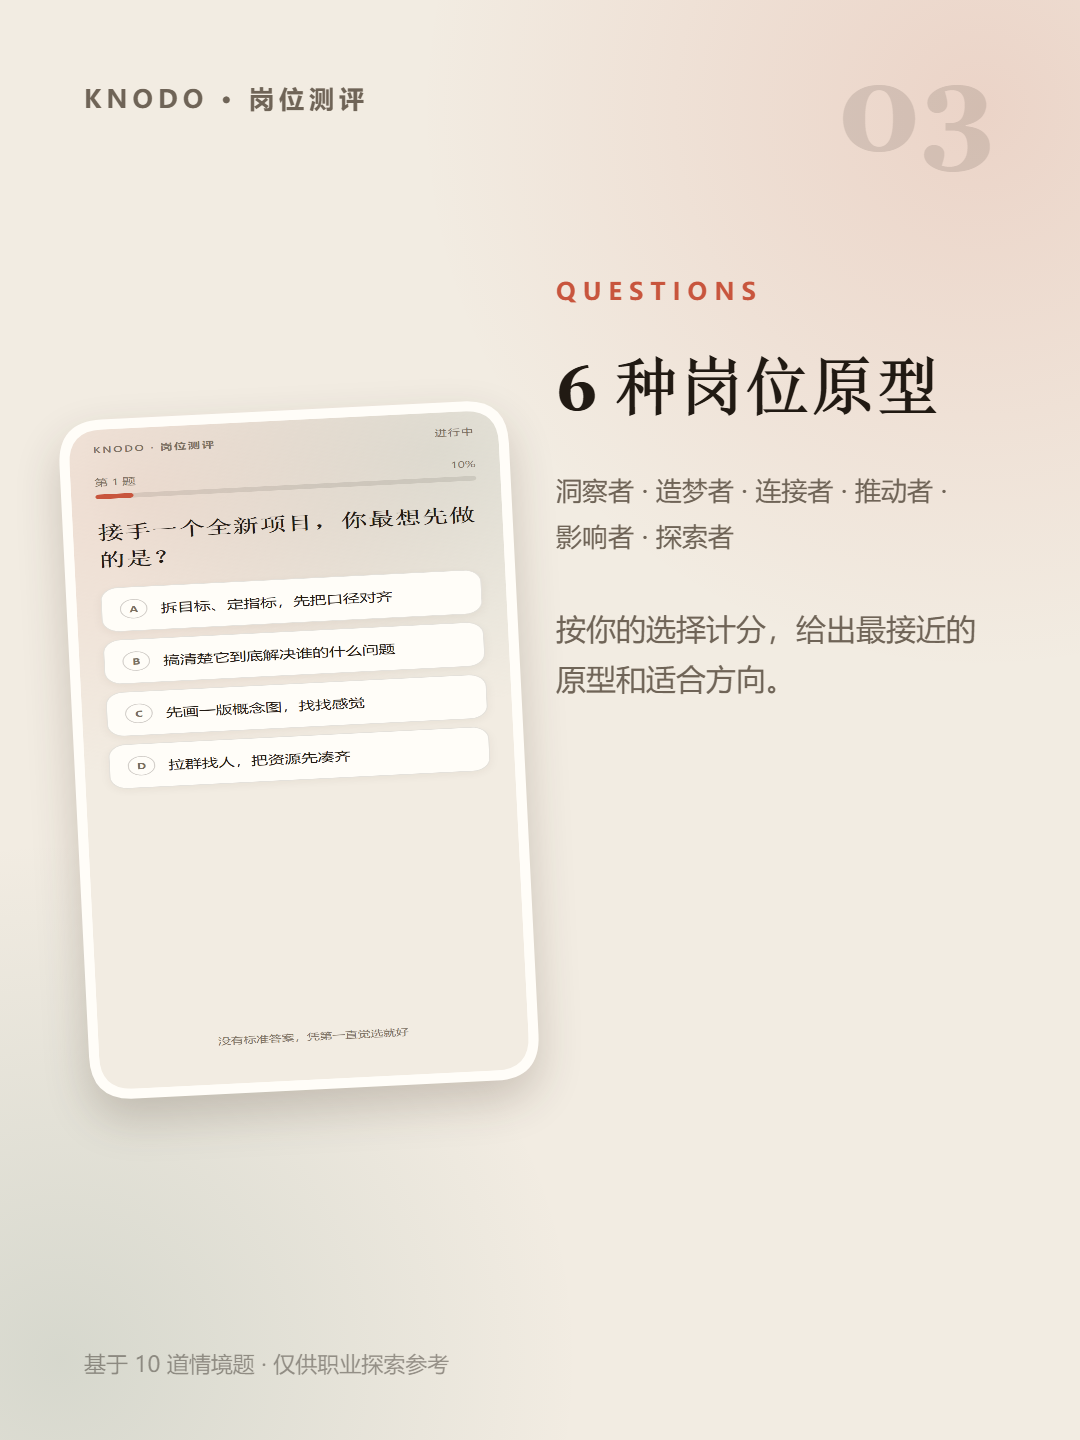 KNODO · 岗位测评
03
QUESTIONS
6 种岗位原型
洞察者 · 造梦者 · 连接者 · 推动者 ·
影响者 · 探索者
按你的选择计分，给出最接近的
原型和适合方向。
KNODO · 岗位测评
进行中
第 1 题
10%
接手一个全新项目，你最想先做
的是？
A 拆目标、定指标，先把口径对齐
B 搞清楚它到底解决谁的什么问题
C 先画一版概念图，找找感觉
D 拉群找人，把资源先凑齐
没有标准答案，凭第一直觉选就好
基于 10 道情境题 · 仅供职业探索参考